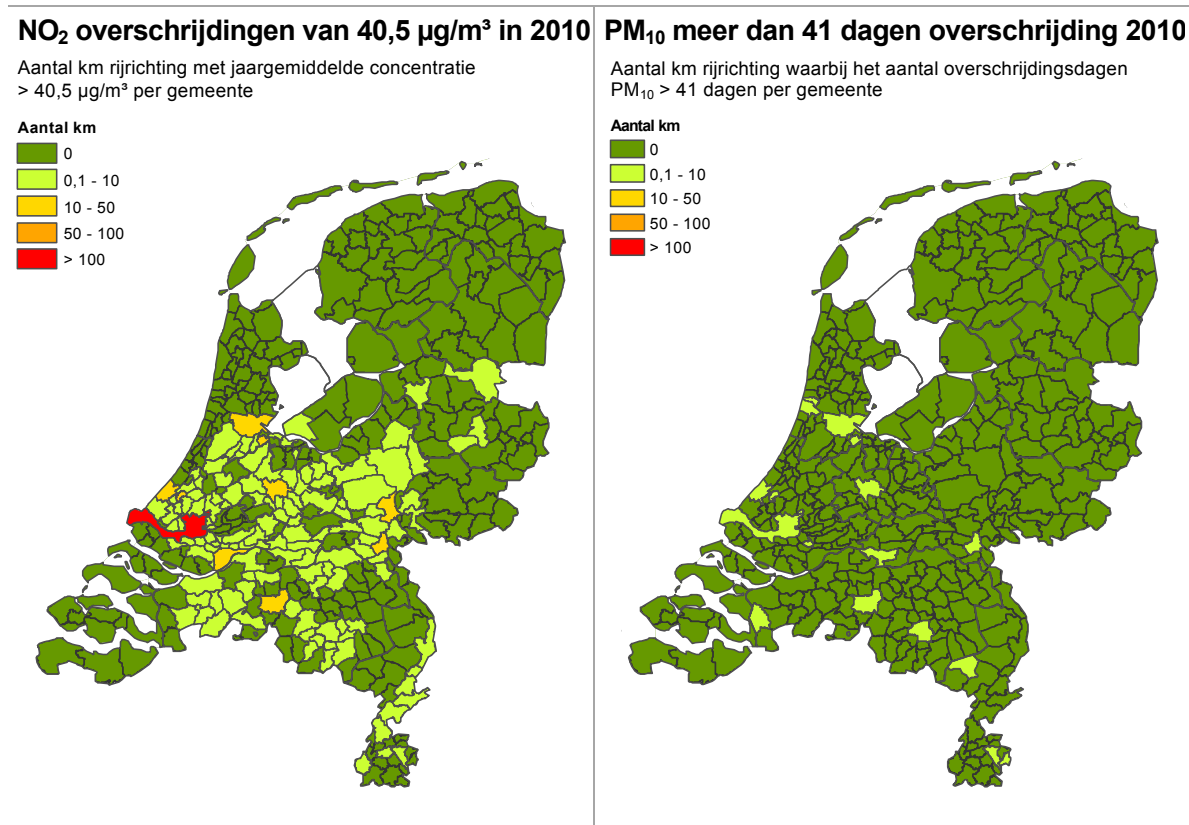 NO₂ overschrijdingen van 40,5 µg/m³ in 2010
Aantal km rijrichting met jaargemiddelde concentratie
> 40,5 µg/m³ per gemeente
Aantal km
0
0,1 - 10
10 - 50
50 - 100
> 100
PM₁₀ meer dan 41 dagen overschrijding 2010
Aantal km rijrichting waarbij het aantal overschrijdingsdagen
PM₁₀ > 41 dagen per gemeente
Aantal km
0
0,1 - 10
10 - 50
50 - 100
> 100